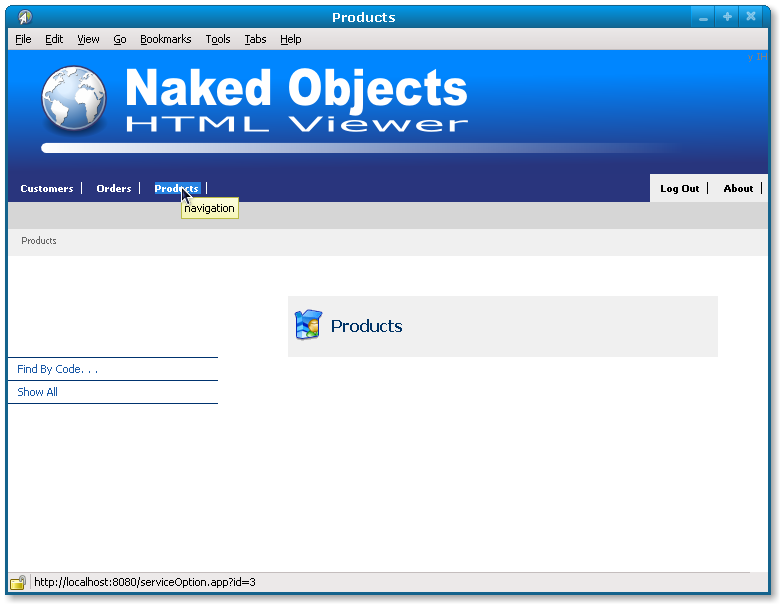 Products
File Edit View Go Bookmarks Tools Tabs Help
Naked Objects
HTML Viewer
Customers Orders Products Log Out About
navigation
Products
Products
Find By Code. . .
Show All
http://localhost:8080/serviceOption.app?id=3